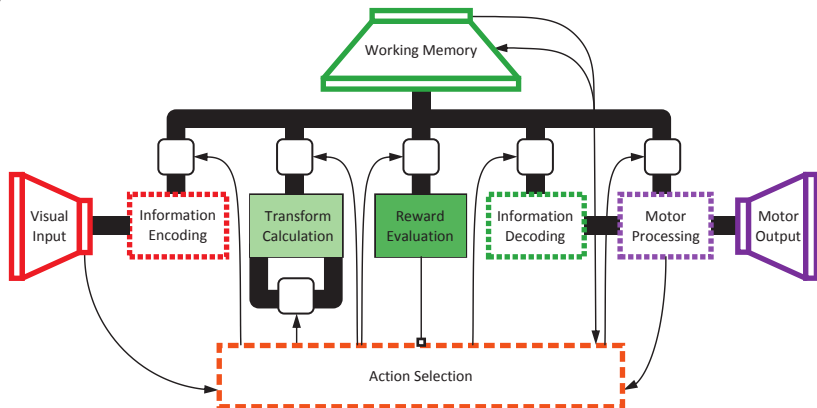 Working Memory
Visual
Input
Information
Encoding
Transform
Calculation
Reward
Evaluation
Information
Decoding
Motor
Processing
Motor
Output
Action Selection